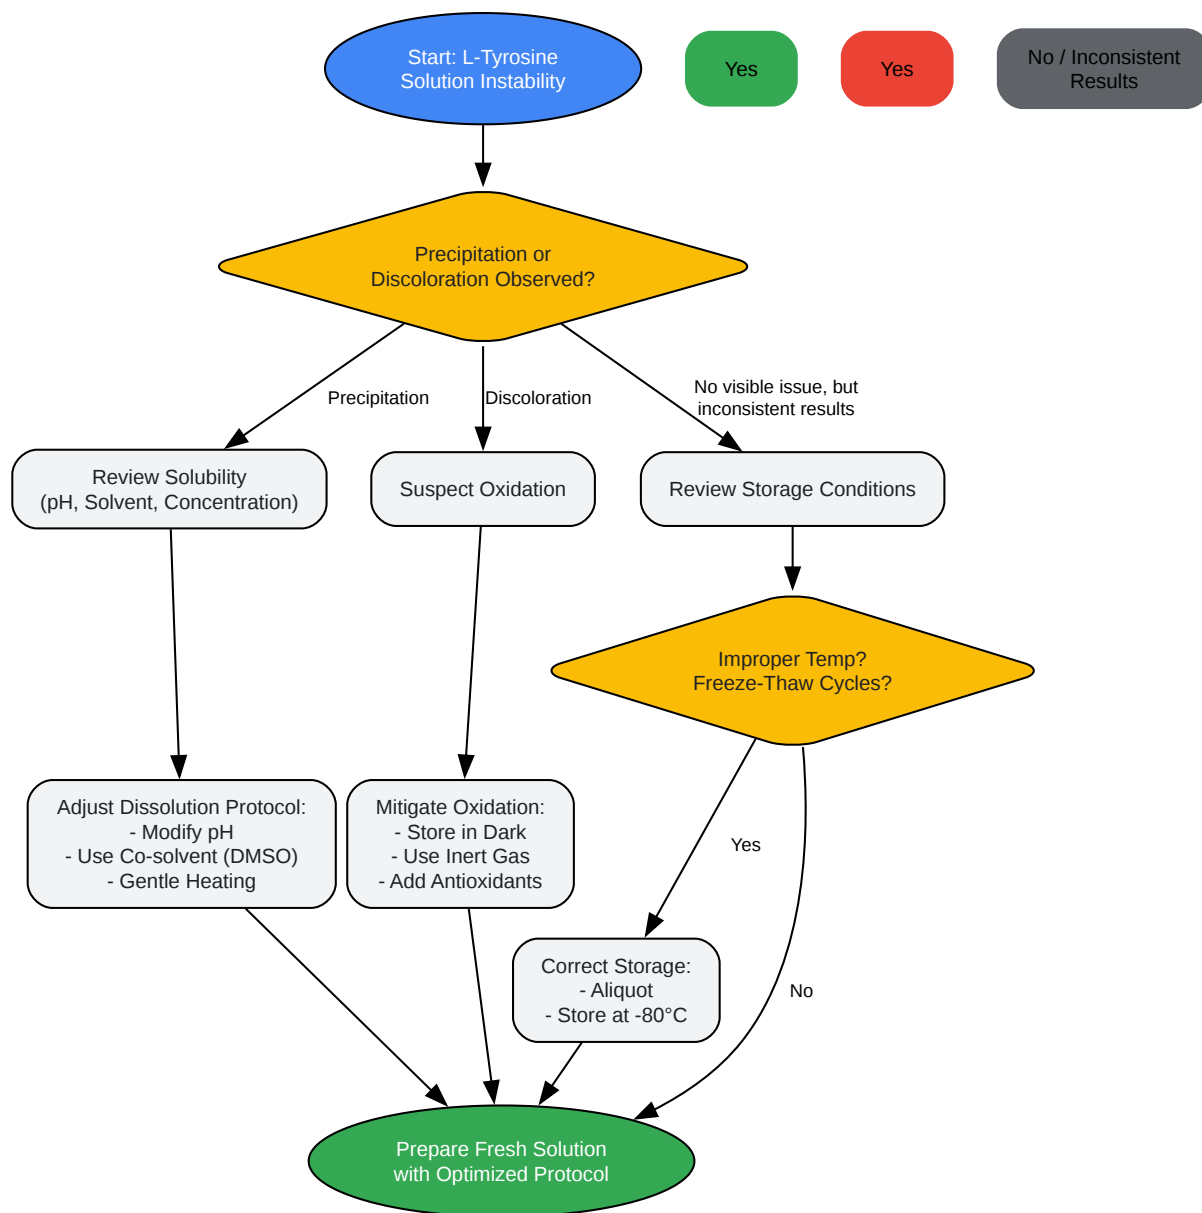 Start: L-Tyrosine
Solution Instability
Yes
Yes
No / Inconsistent
Results
Precipitation or
Discoloration Observed?
Precipitation
Discoloration
No visible issue, but
inconsistent results
Review Solubility
(pH, Solvent, Concentration)
Suspect Oxidation
Review Storage Conditions
Improper Temp?
Freeze-Thaw Cycles?
Adjust Dissolution Protocol:
- Modify pH
- Use Co-solvent (DMSO)
- Gentle Heating
Mitigate Oxidation:
- Store in Dark
- Use Inert Gas
- Add Antioxidants
Yes
Correct Storage:
- Aliquot
- Store at -80°C
No
Prepare Fresh Solution
with Optimized Protocol